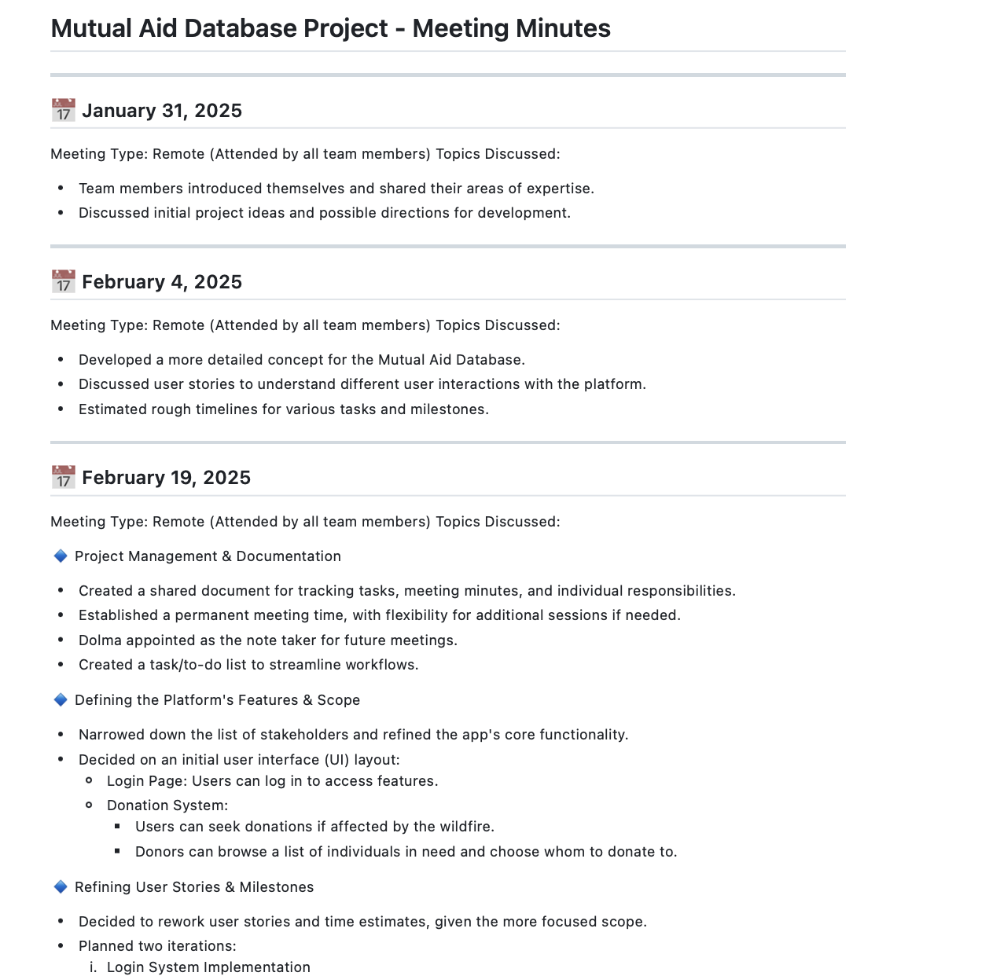 Mutual Aid Database Project - Meeting Minutes
January 31, 2025
Meeting Type: Remote (Attended by all team members) Topics Discussed:
• Team members introduced themselves and shared their areas of expertise.
• Discussed initial project ideas and possible directions for development.
February 4, 2025
Meeting Type: Remote (Attended by all team members) Topics Discussed:
• Developed a more detailed concept for the Mutual Aid Database.
• Discussed user stories to understand different user interactions with the platform.
• Estimated rough timelines for various tasks and milestones.
February 19, 2025
Meeting Type: Remote (Attended by all team members) Topics Discussed:
🔷 Project Management & Documentation
• Created a shared document for tracking tasks, meeting minutes, and individual responsibilities.
• Established a permanent meeting time, with flexibility for additional sessions if needed.
• Dolma appointed as the note taker for future meetings.
• Created a task/to-do list to streamline workflows.
🔷 Defining the Platform's Features & Scope
• Narrowed down the list of stakeholders and refined the app's core functionality.
• Decided on an initial user interface (UI) layout:
◦ Login Page: Users can log in to access features.
◦ Donation System:
▪ Users can seek donations if affected by the wildfire.
▪ Donors can browse a list of individuals in need and choose whom to donate to.
🔷 Refining User Stories & Milestones
• Decided to rework user stories and time estimates, given the more focused scope.
• Planned two iterations:
i. Login System Implementation